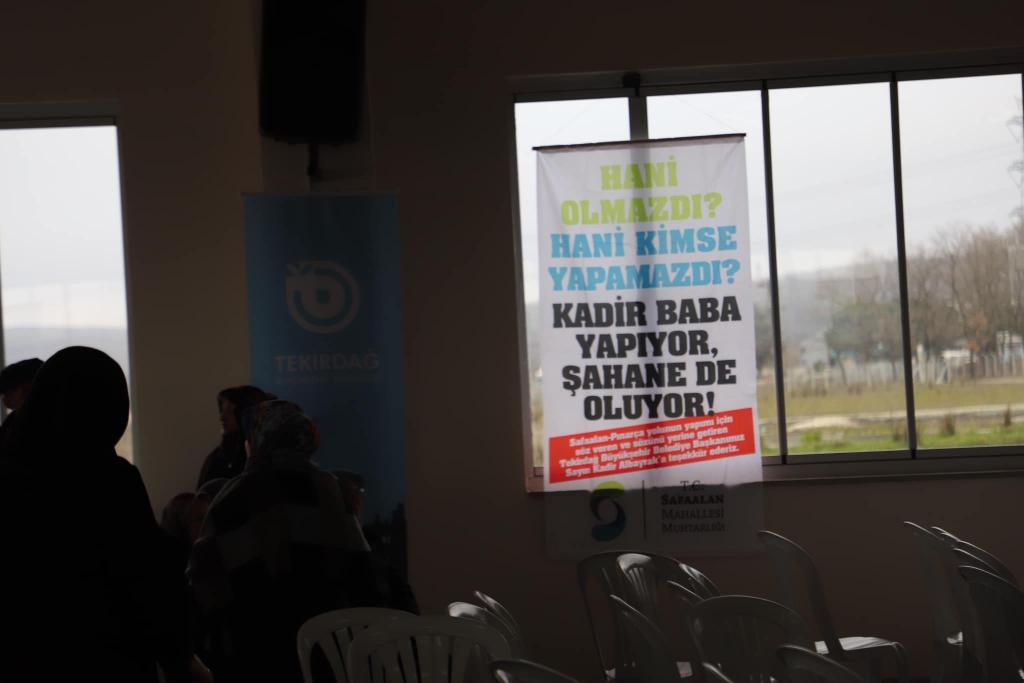 HANİ
OLMAZDI?
HANİ KİMSE
YAPAMAZDI?
KADİR BABA
YAPIYOR,
ŞAHANE DE
OLUYOR!
Safaalan-Pınarça yolunun yapımı için
söz veren ve sözünü yerine getiren
Tekirdağ Büyükşehir Belediye Başkanımız
Sayın Kadir Albayrak'a teşekkür ederiz.
T.C.
SAFAALAN
MAHALLESİ
MUHTARLIĞI
TEKİRDAĞ